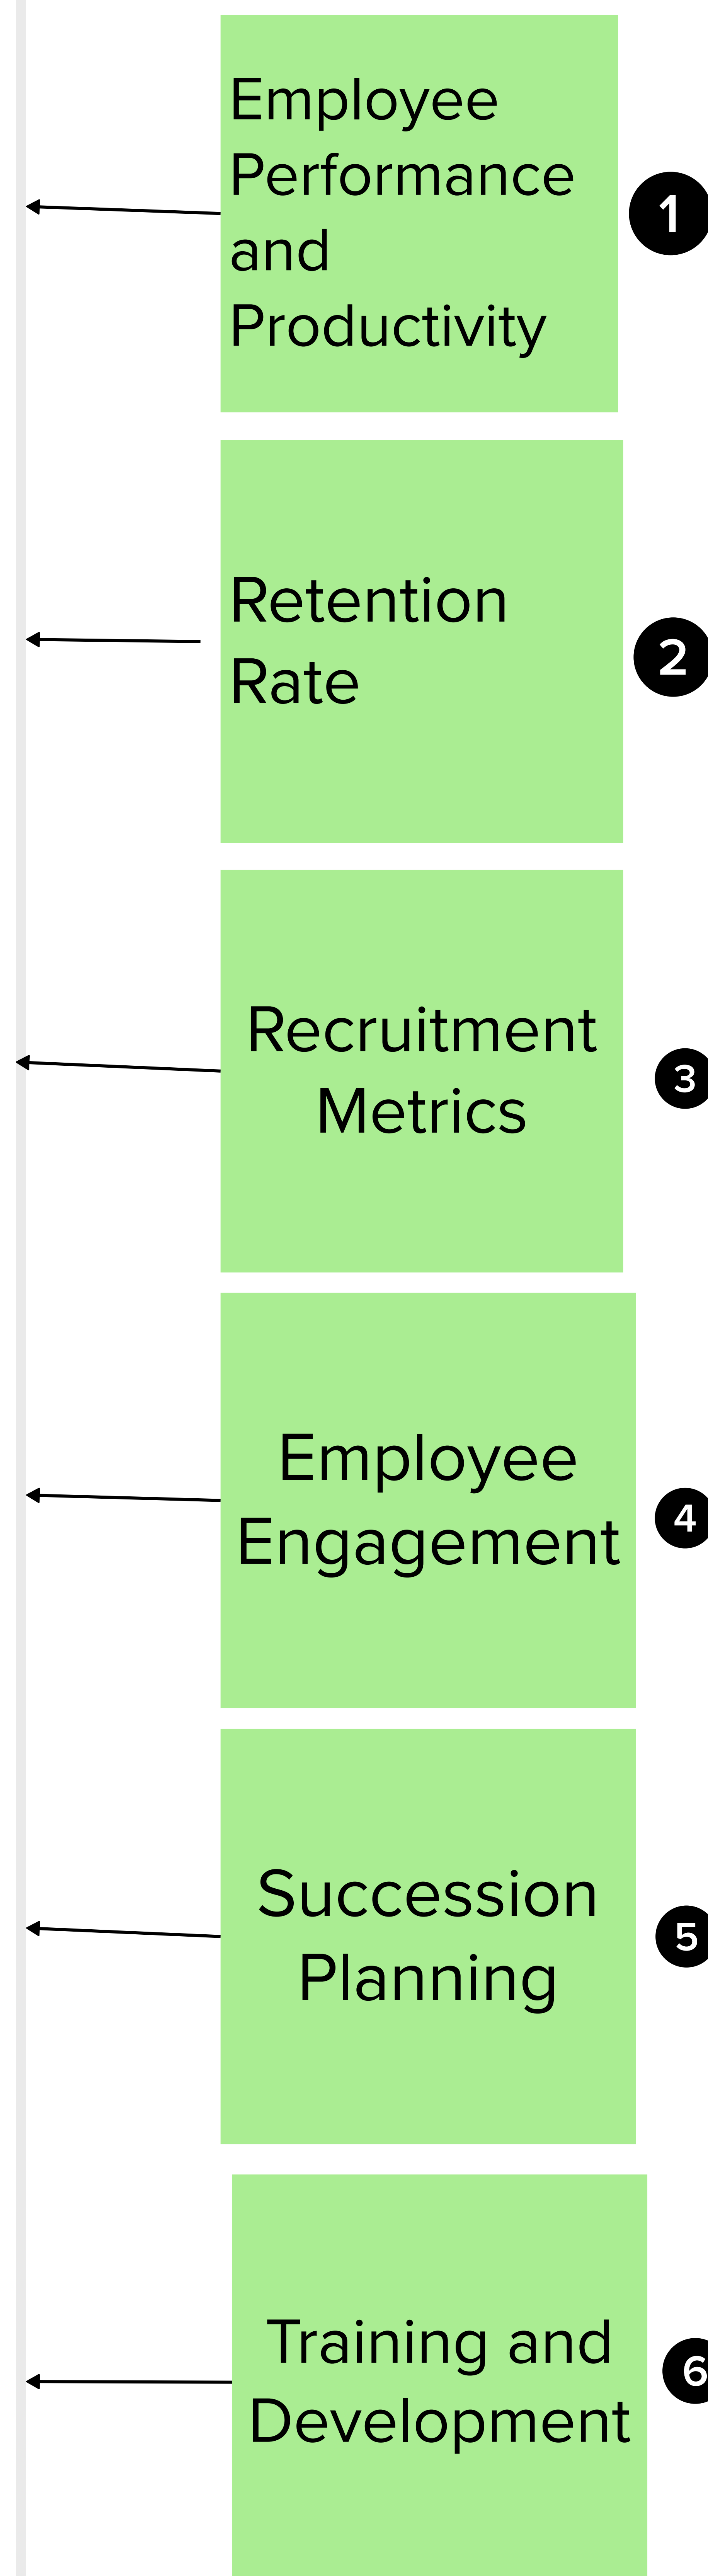 Employee
Performance
and
Productivity
1
Retention
Rate
2
Recruitment
Metrics
3
Employee
Engagement
4
Succession
Planning
5
Training and
Development
6